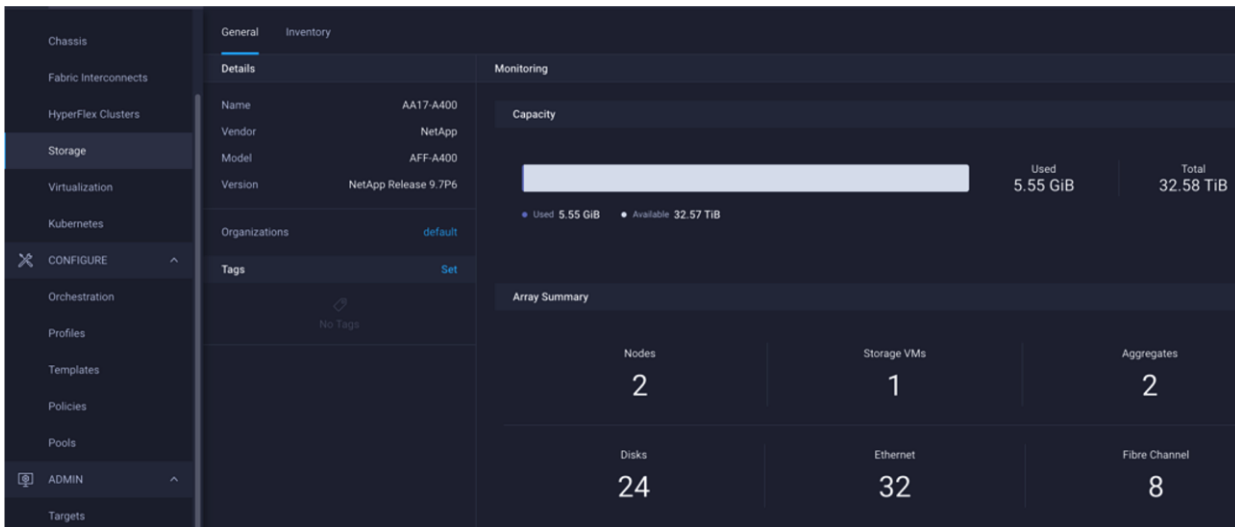 Chassis
Fabric Interconnects
HyperFlex Clusters
Storage
Virtualization
Kubernetes
CONFIGURE
Orchestration
Profiles
Templates
Policies
Pools
ADMIN
Targets
General Inventory
Details
Name AA17-A400
Vendor NetApp
Model AFF-A400
Version NetApp Release 9.7P6
Organizations default
Tags Set
No Tags
Monitoring
Capacity
Used Total
5.55 GiB 32.58 TiB
Used 5.55 GiB Available 32.57 TiB
Array Summary
Nodes Storage VMs Aggregates
2 1 2
Disks Ethernet Fibre Channel
24 32 8